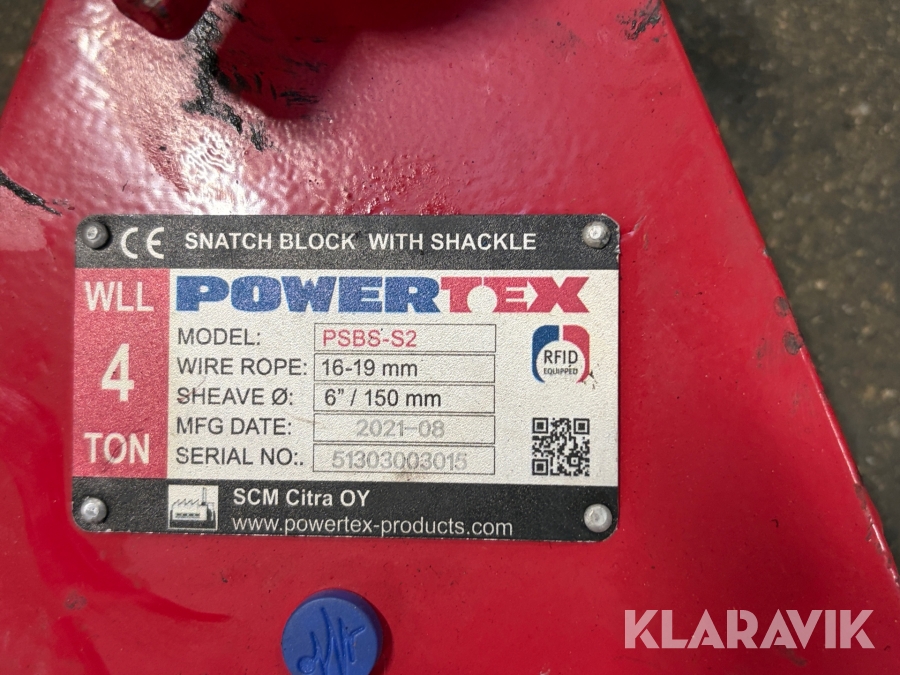 CE SNATCH BLOCK WITH SHACKLE
WLL
4
TON
POWERTEX
MODEL: PSBS-S2
WIRE ROPE: 16-19 mm
SHEAVE Ø: 6” / 150 mm
MFG DATE: 2021-08
SERIAL NO:. 51303003015
RFID
EQUIPPED
SCM Citra OY
www.powertex-products.com
KLARAVIK